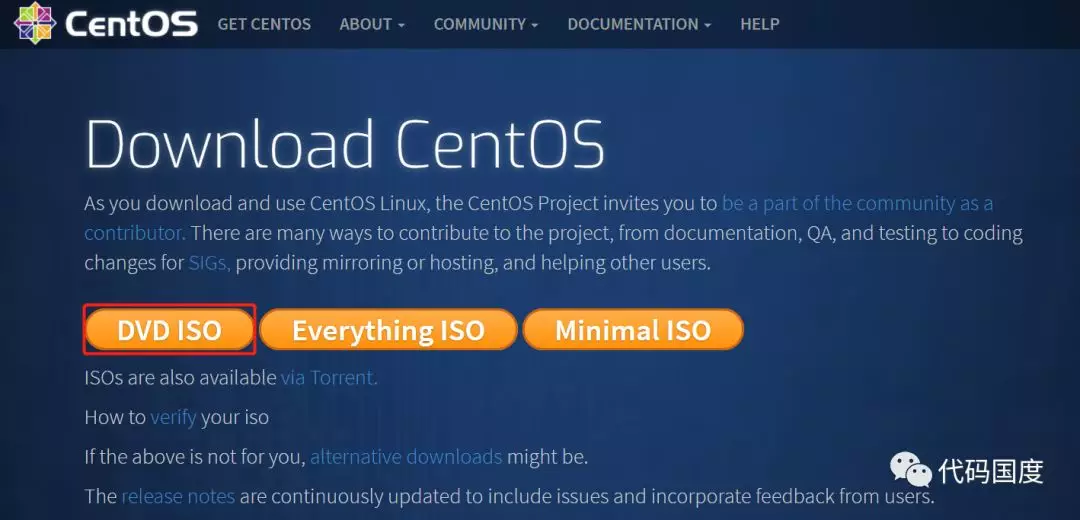 CentOS GET CENTOS ABOUT COMMUNITY DOCUMENTATION HELP
Download CentOS
As you download and use CentOS Linux, the CentOS Project invites you to be a part of the community as a
contributor. There are many ways to contribute to the project, from documentation, QA, and testing to coding
changes for SIGs, providing mirroring or hosting, and helping other users.
DVD ISO Everything ISO Minimal ISO
ISOs are also available via Torrent.
How to verify your iso
If the above is not for you, alternative downloads might be.
The release notes are continuously updated to include issues and incorporate feedback from users.
代码国度